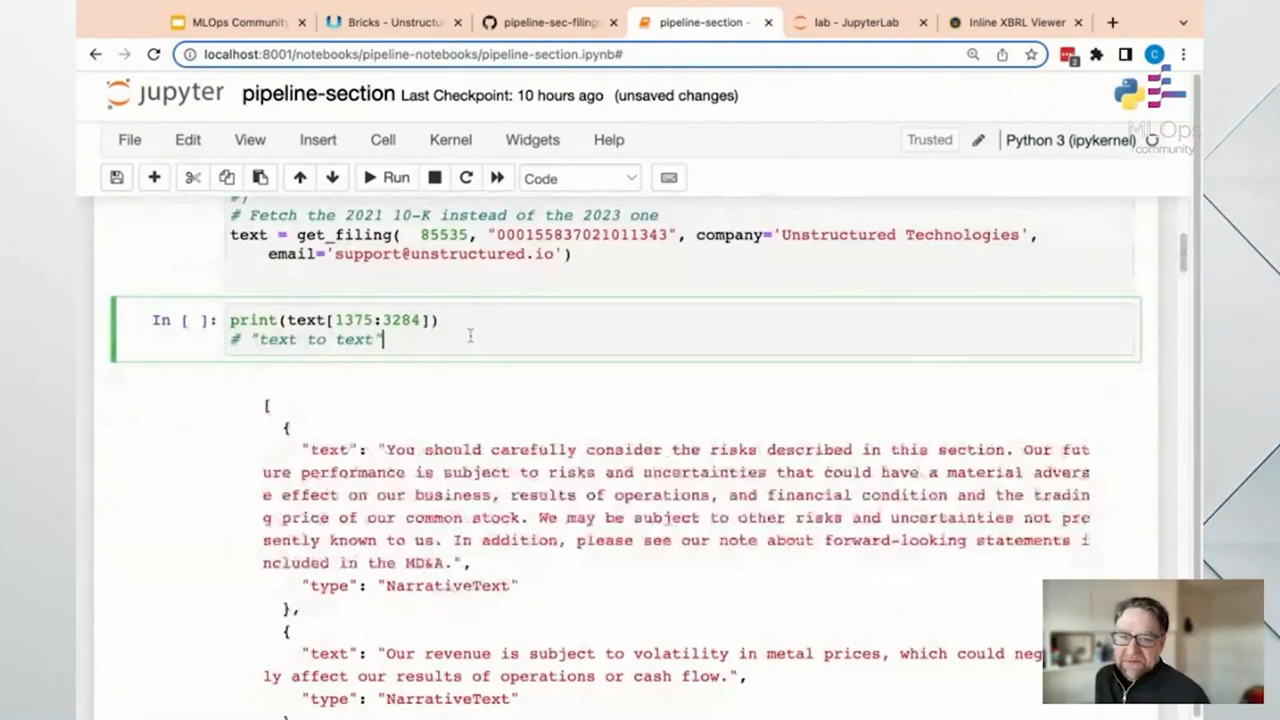 MLOps Community
Bricks - Unstructu
pipeline-sec-filing
pipeline-section -
lab - JupyterLab
Inline XBRL Viewer
localhost:8001/notebooks/pipeline-notebooks/pipeline-section.ipynb#
2
C
jupyter pipeline-section Last Checkpoint: 10 hours ago (unsaved changes)
MLOps
community
File Edit View Insert Cell Kernel Widgets Help Trusted Python 3 (ipykernel)
Run Code
#)
# Fetch the 2021 10-K instead of the 2023 one
text = get_filing(  85535, "000155837021011343", company='Unstructured Technologies',
email='support@unstructured.io')
In [ ]: print(text[1375:3284])
# "text to text"
[
{
"text": "You should carefully consider the risks described in this section. Our fut
ure performance is subject to risks and uncertainties that could have a material advers
e effect on our business, results of operations, and financial condition and the tradin
g price of our common stock. We may be subject to other risks and uncertainties not pre
sently known to us. In addition, please see our note about forward-looking statements i
ncluded in the MD&A.",
"type": "NarrativeText"
},
{
"text": "Our revenue is subject to volatility in metal prices, which could neg
ly affect our results of operations or cash flow.",
"type": "NarrativeText"